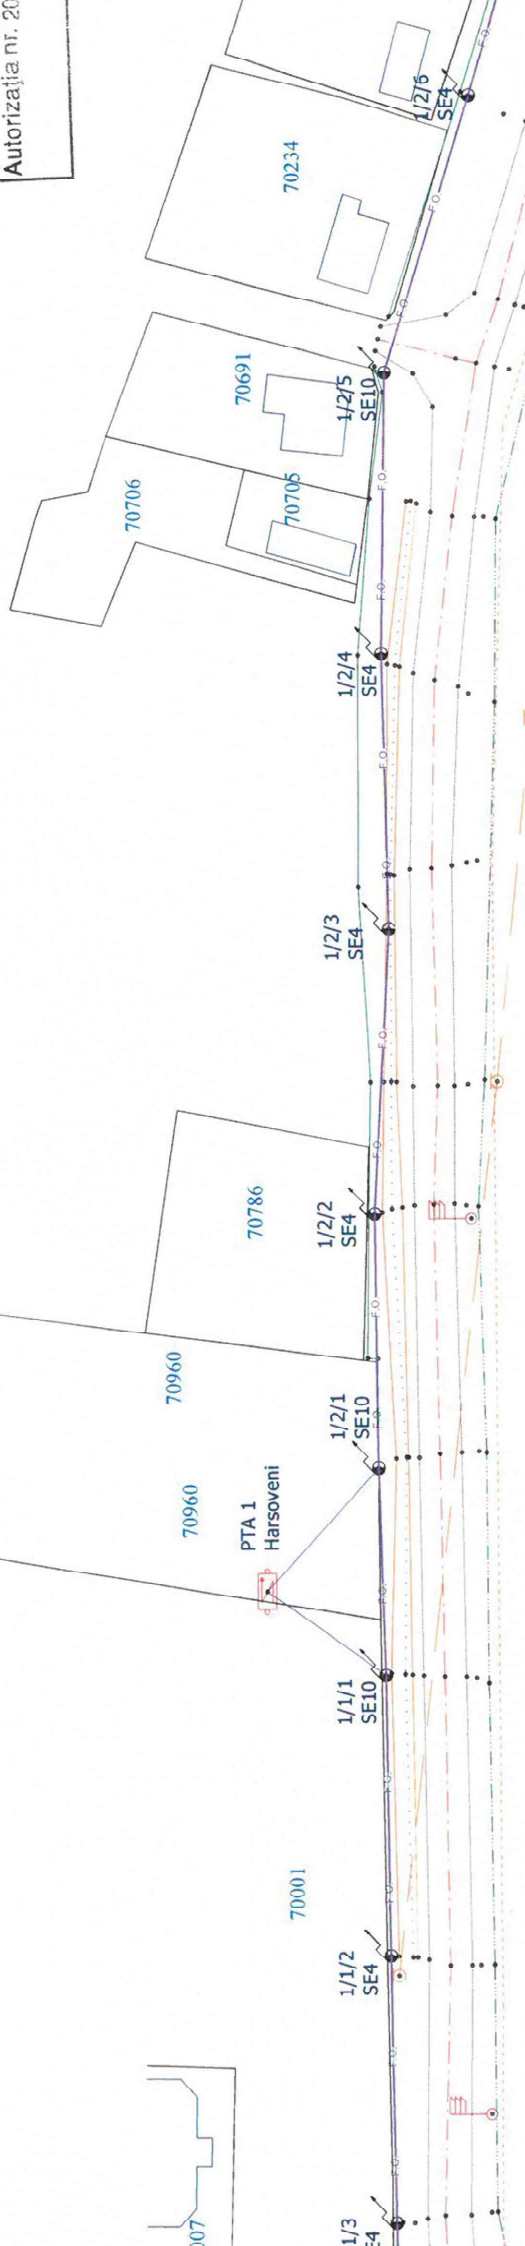 Autorizația nr. 20
1/2/6
SE4
F.O.
70234
F.O.
F.O.
70691
1/2/5
SE10
70705
F.O.
70706
F.O.
1/2/4
SE4
F.O.
F.O.
1/2/3
SE4
F.O.
F.O.
70786
1/2/2
SE4
F.O.
70960
1/2/1
SE10
F.O.
70960
PTA 1
Harsoveni
F.O.
1/1/1
SE10
F.O.
70001
F.O.
1/1/2
SE4
F.O.
F.O.
007
1/3
E4